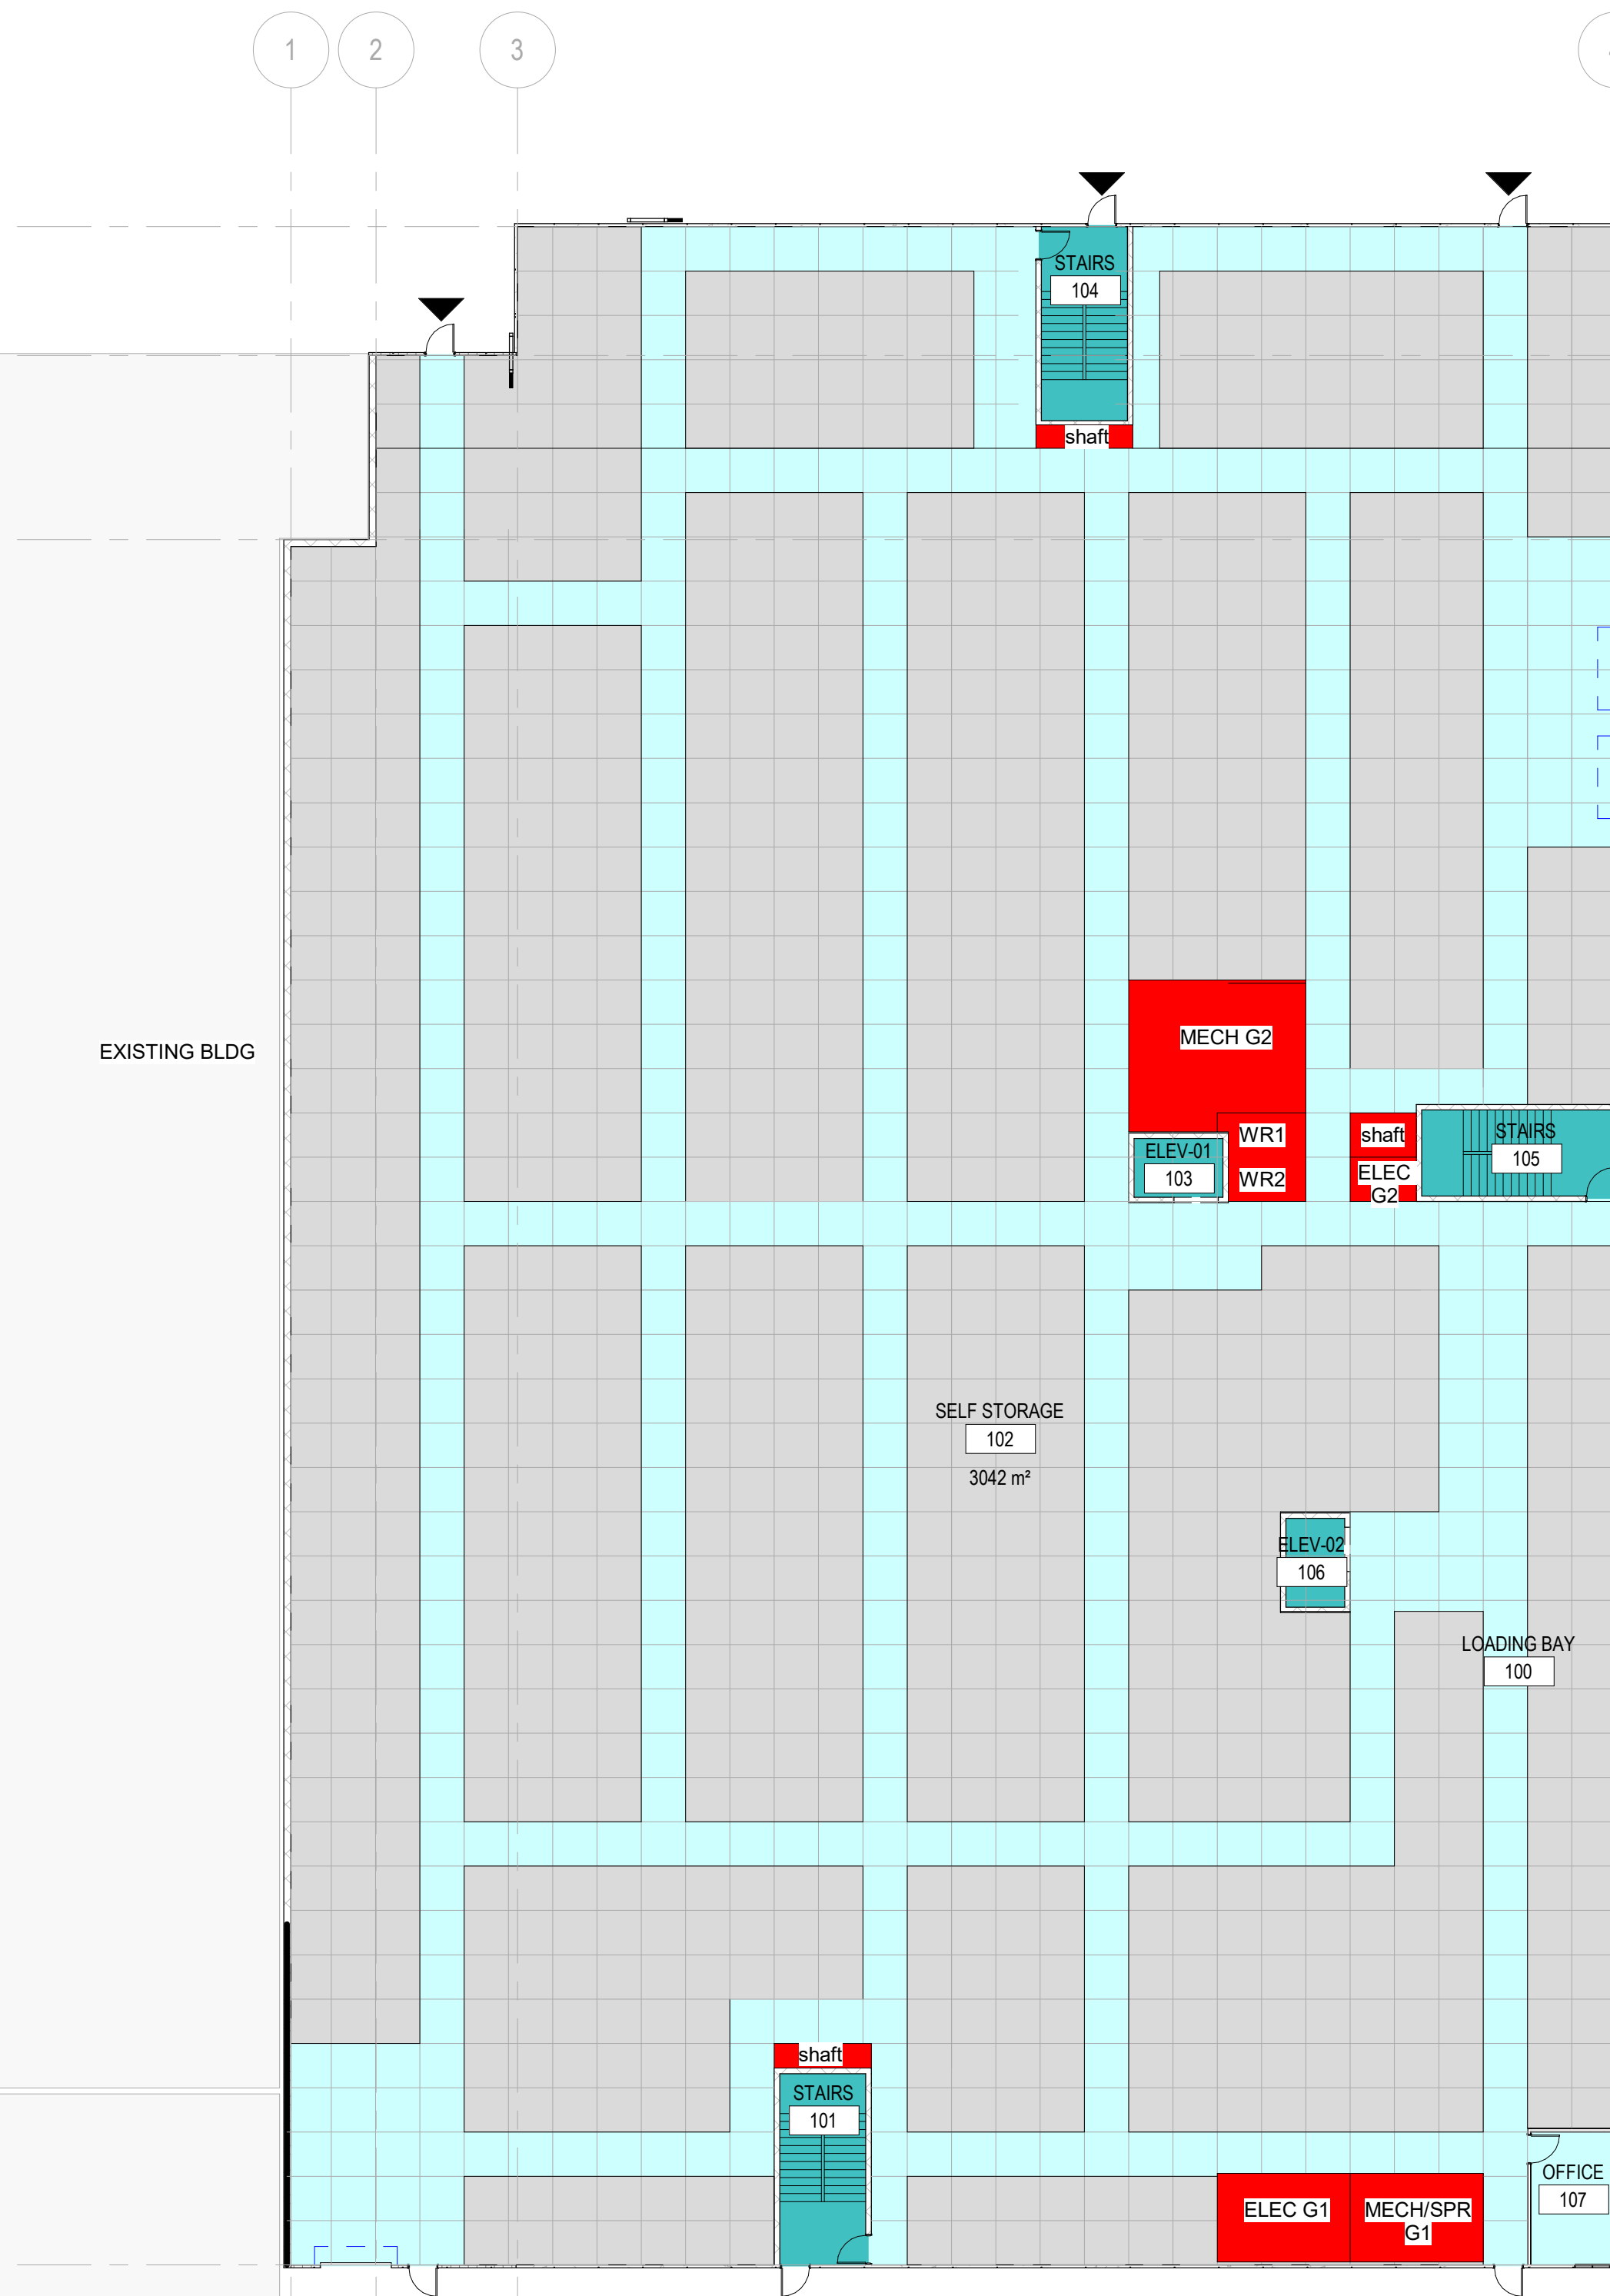 1 2 3
STAIRS
104
shaft
EXISTING BLDG
MECH G2
WR1
WR2
ELEV-01
103
shaft
ELEC
G2
STAIRS
105
SELF STORAGE
102
3042 m²
ELEV-02
106
LOADING BAY
100
shaft
STAIRS
101
ELEC G1
MECH/SPR
G1
OFFICE
107